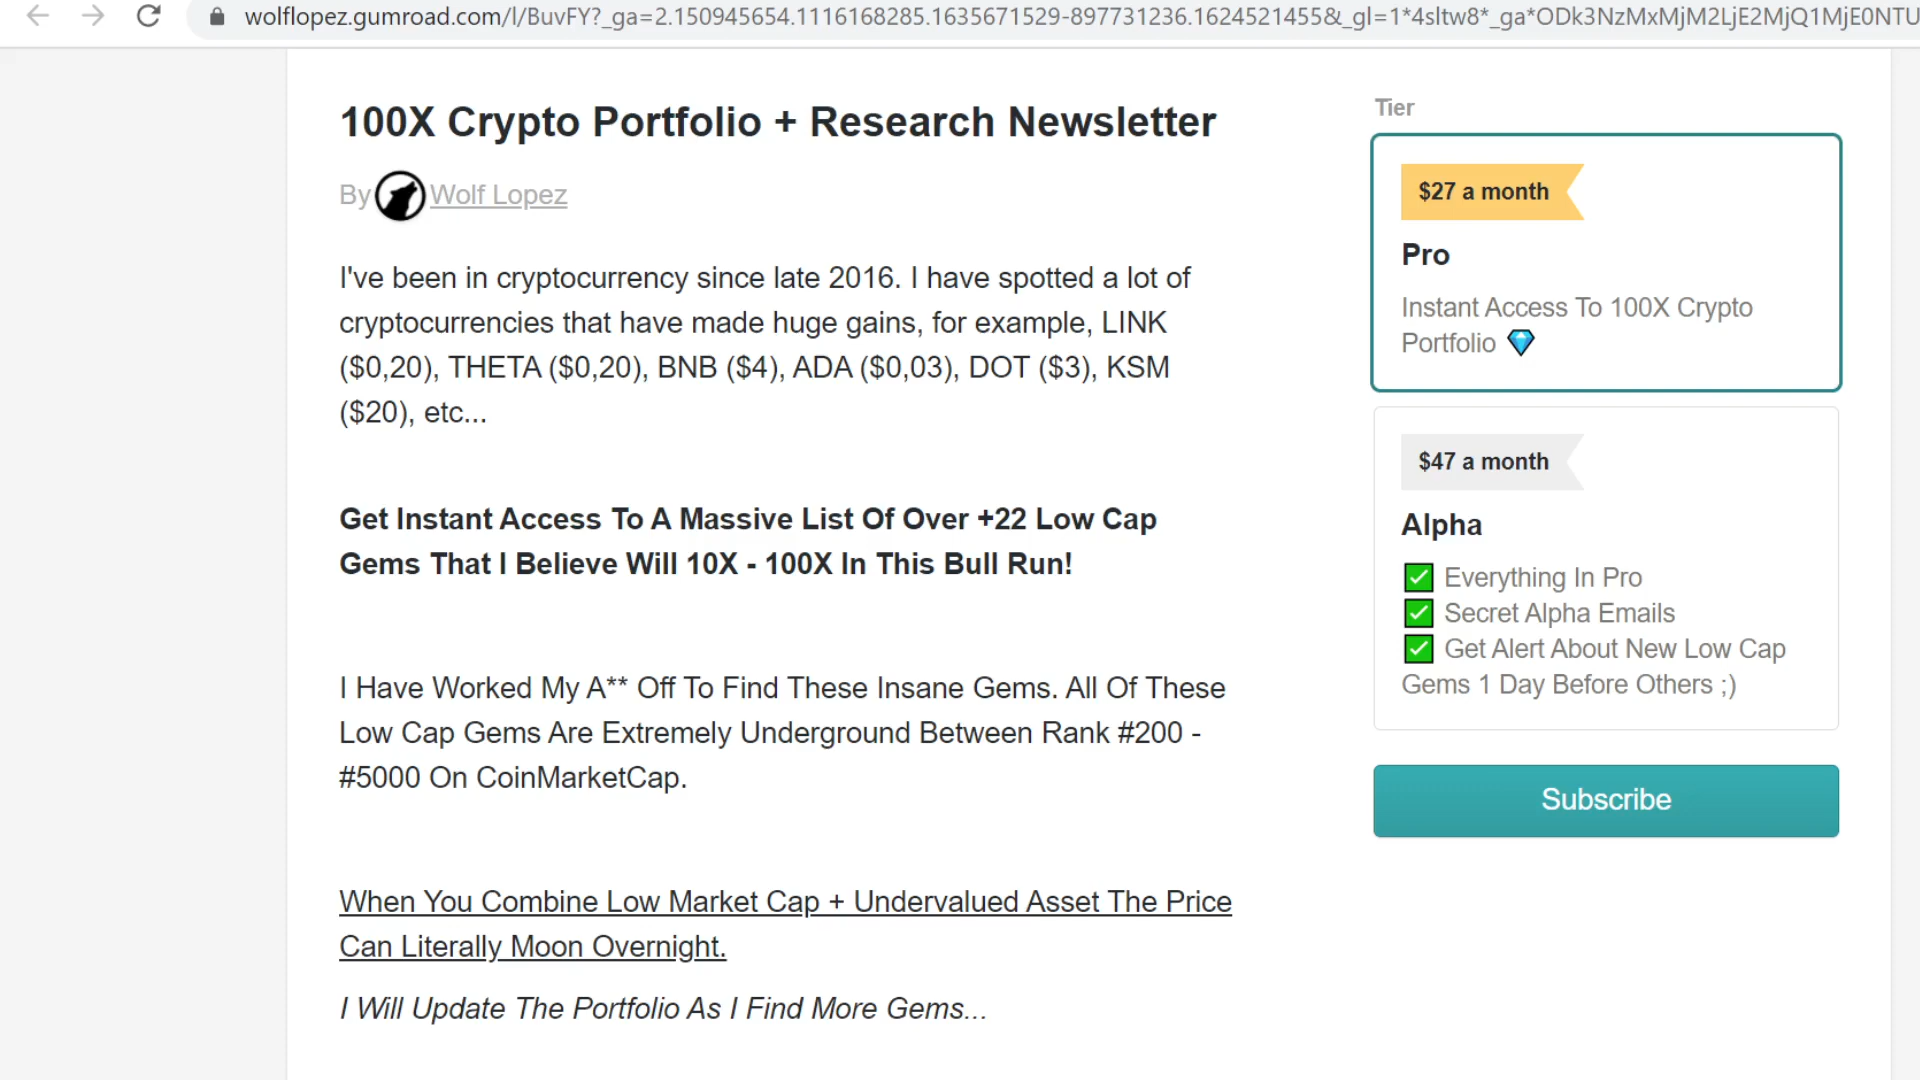 wolflopez.gumroad.com/l/BuvFY?_ga=2.150945654.1116168285.1635671529-897731236.1624521455&_gl=1*4sltw8*_ga*ODk3NzMxMjM2LjE2MjQ1MjE0NTU
100X Crypto Portfolio + Research Newsletter
By Wolf Lopez
I've been in cryptocurrency since late 2016. I have spotted a lot of
cryptocurrencies that have made huge gains, for example, LINK
($0,20), THETA ($0,20), BNB ($4), ADA ($0,03), DOT ($3), KSM
($20), etc...
Get Instant Access To A Massive List Of Over +22 Low Cap
Gems That I Believe Will 10X - 100X In This Bull Run!
I Have Worked My A** Off To Find These Insane Gems. All Of These
Low Cap Gems Are Extremely Underground Between Rank #200 -
#5000 On CoinMarketCap.
When You Combine Low Market Cap + Undervalued Asset The Price
Can Literally Moon Overnight.
I Will Update The Portfolio As I Find More Gems...
Tier
$27 a month
Pro
Instant Access To 100X Crypto
Portfolio 💎
$47 a month
Alpha
✅ Everything In Pro
✅ Secret Alpha Emails
✅ Get Alert About New Low Cap
Gems 1 Day Before Others ;)
Subscribe